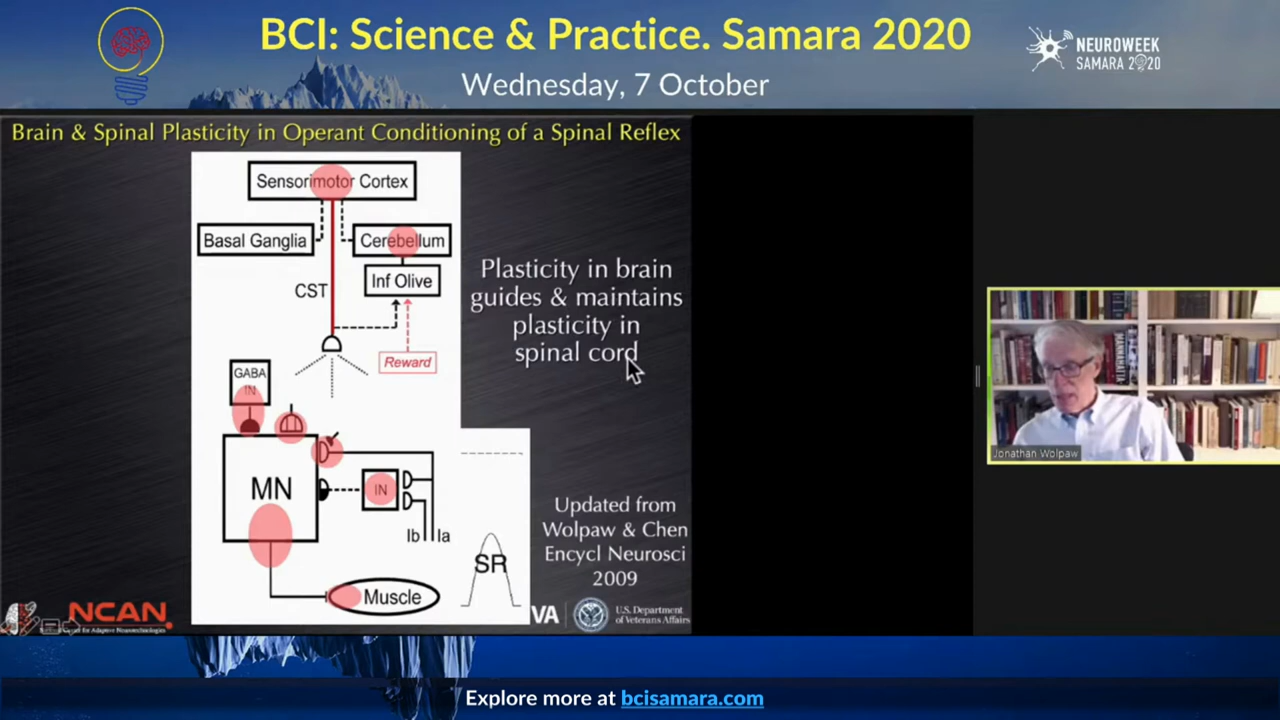 BCI: Science & Practice. Samara 2020
Wednesday, 7 October
NEUROWEEK
SAMARA 2020
Brain & Spinal Plasticity in Operant Conditioning of a Spinal Reflex
Sensorimotor Cortex
Basal Ganglia
Cerebellum
Inf Olive
CST
Reward
GABA
IN
MN
IN
Ib
Ia
Muscle
SR
Plasticity in brain
guides & maintains
plasticity in
spinal cord
Updated from
Wolpaw & Chen
Encycl Neurosci
2009
NCAN
VA
U.S. Department
of Veterans Affairs
MANHATTA
Jonathan Wolpaw
Explore more at bcisamara.com